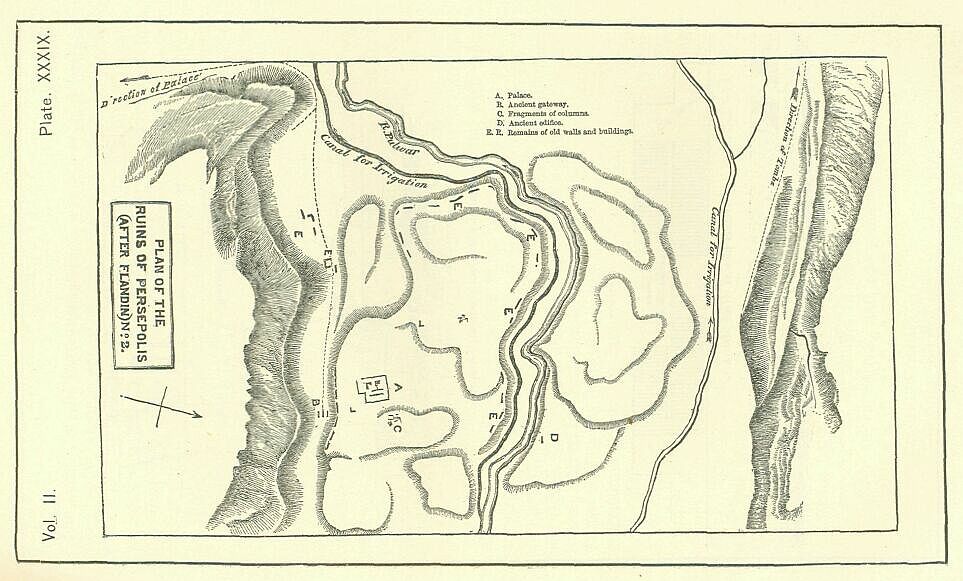 Plate. XXXIX.
Vol. II.
PLAN OF THE
RUINS OF PERSEPOLIS
(AFTER FLANDIN) Nº 2.
Direction of Palace
R. Pulwar
Canal for Irrigation
A, Palace.
B. Ancient gateway.
C. Fragments of columns.
D. Ancient edifice.
E. E. Remains of old walls and buildings.
Direction of Tombs.
Canal For Irrigation
E
E
E
E
E
E
A
B
C
D